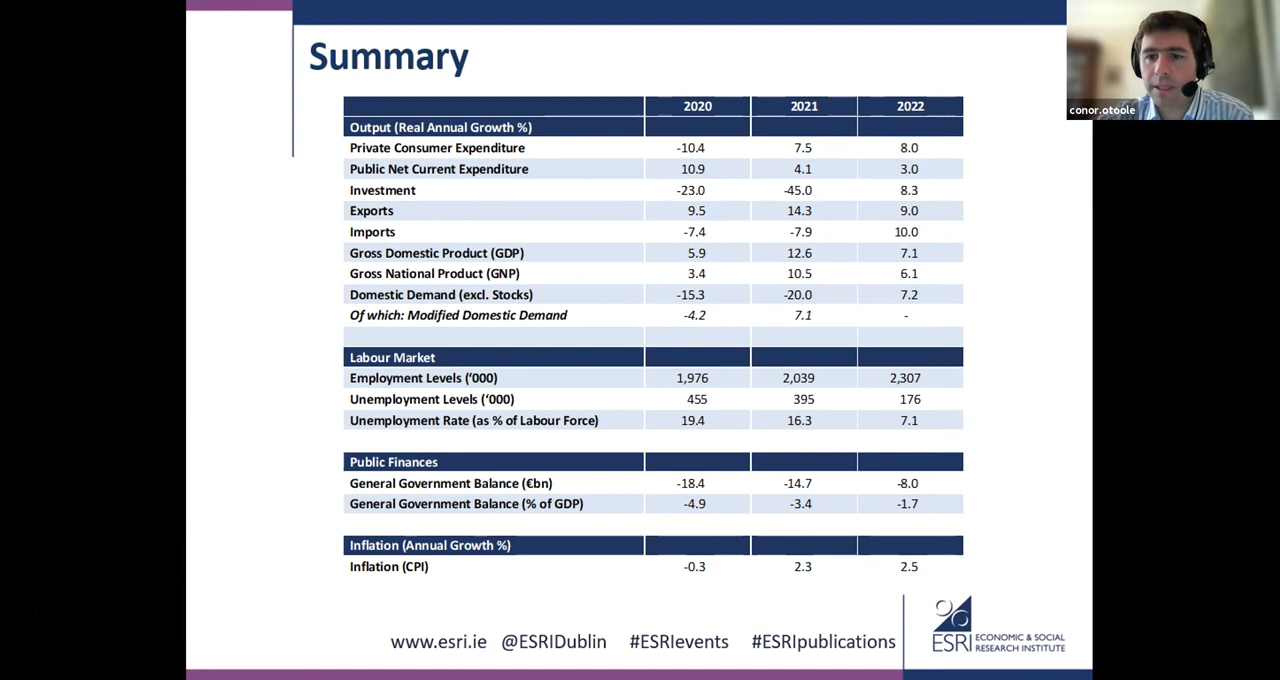 conor.otoole
Summary
2020 2021 2022
Output (Real Annual Growth %)
Private Consumer Expenditure -10.4 7.5 8.0
Public Net Current Expenditure 10.9 4.1 3.0
Investment -23.0 -45.0 8.3
Exports 9.5 14.3 9.0
Imports -7.4 -7.9 10.0
Gross Domestic Product (GDP) 5.9 12.6 7.1
Gross National Product (GNP) 3.4 10.5 6.1
Domestic Demand (excl. Stocks) -15.3 -20.0 7.2
Of which: Modified Domestic Demand -4.2 7.1 -
Labour Market
Employment Levels (‘000) 1,976 2,039 2,307
Unemployment Levels (‘000) 455 395 176
Unemployment Rate (as % of Labour Force) 19.4 16.3 7.1
Public Finances
General Government Balance (€bn) -18.4 -14.7 -8.0
General Government Balance (% of GDP) -4.9 -3.4 -1.7
Inflation (Annual Growth %)
Inflation (CPI) -0.3 2.3 2.5
www.esri.ie @ESRIDublin #ESRIevents #ESRIpublications
ESRI ECONOMIC & SOCIAL
RESEARCH INSTITUTE